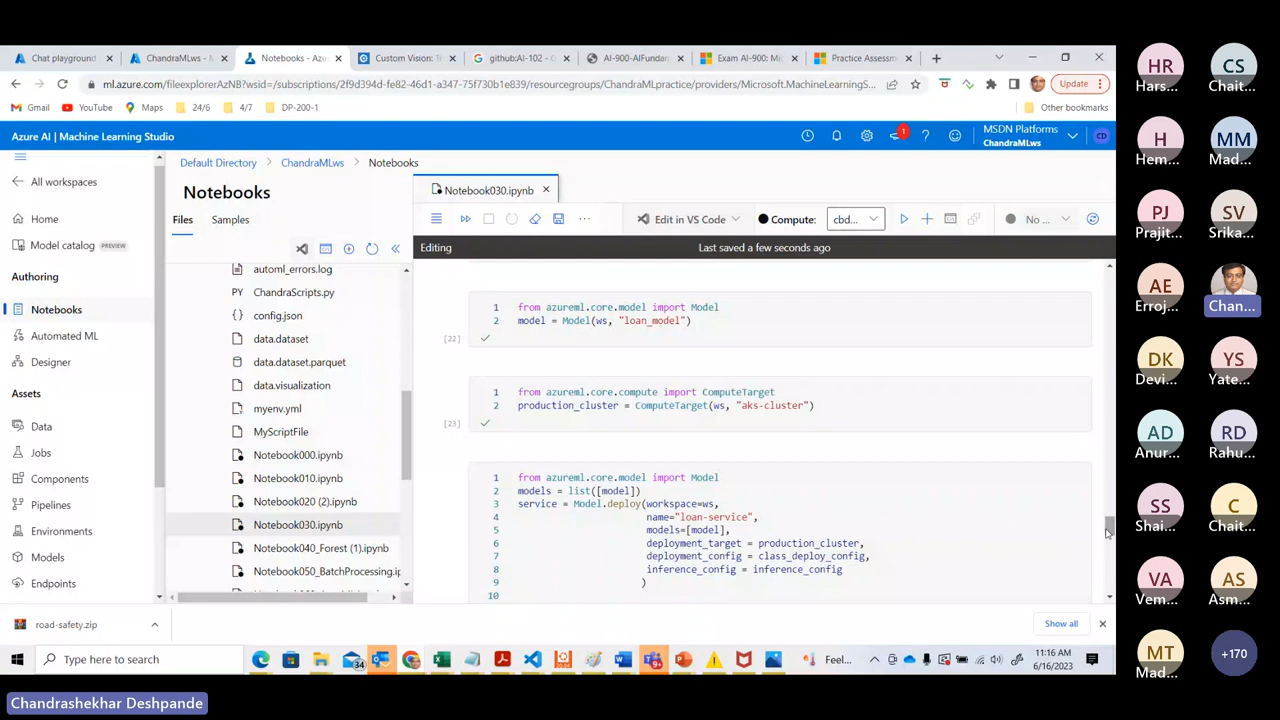 Chat playground
ChandraMLws - M
Notebooks - Azu
Custom Vision: T
github:AI-102 - G
AI-900-AIFundam
Exam AI-900: Mi
Practice Assessm
ml.azure.com/fileexplorerAzNB?wsid=/subscriptions/2f9d394d-fe82-46d1-a347-75fd730b1e839/resourcegroups/ChandraMLpractice/providers/Microsoft.MachineLearningS...
Update
Gmail
YouTube
Maps
24/6
4/7
DP-200-1
Other bookmarks
Azure AI | Machine Learning Studio
1
MSDN Platforms
ChandraMLws
CD
Default Directory > ChandraMLws > Notebooks
All workspaces
Home
Model catalog PREVIEW
Authoring
Notebooks
Automated ML
Designer
Assets
Data
Jobs
Components
Pipelines
Environments
Models
Endpoints
Notebooks
Files
Samples
automl_errors.log
PY ChandraScripts.py
config.json
data.dataset
data.dataset.parquet
data.visualization
myenv.yml
MyScriptFile
Notebook000.ipynb
Notebook010.ipynb
Notebook020 (2).ipynb
Notebook030.ipynb
Notebook040_Forest (1).ipynb
Notebook050_BatchProcessing.ip
Notebook030.ipynb
Edit in VS Code
Compute:
cbd...
No ...
Editing
Last saved a few seconds ago
1 from azureml.core.model import Model
2 model = Model(ws, "loan_model")
[22]
1 from azureml.core.compute import ComputeTarget
2 production_cluster = ComputeTarget(ws, "aks-cluster")
[23]
1 from azureml.core.model import Model
2 models = list([model])
3 service = Model.deploy(workspace=ws,
4 name="loan-service",
5 models=[model],
6 deployment_target = production_cluster,
7 deployment_config = class_deploy_config,
8 inference_config = inference_config
9 )
10
road-safety.zip
Show all
Type here to search
34
Feel...
11:16 AM
6/16/2023
Chandrashekhar Deshpande
HR
Hars...
CS
Chait...
H
Hem...
MM
Mad...
PJ
Prajit...
SV
Srika...
AE
Erroj...
Chan...
DK
Devi...
YS
Yate...
AD
Anur...
RD
Rahu...
SS
Shai...
C
Chait...
VA
Vem...
AS
Asm...
MT
Mad...
+170